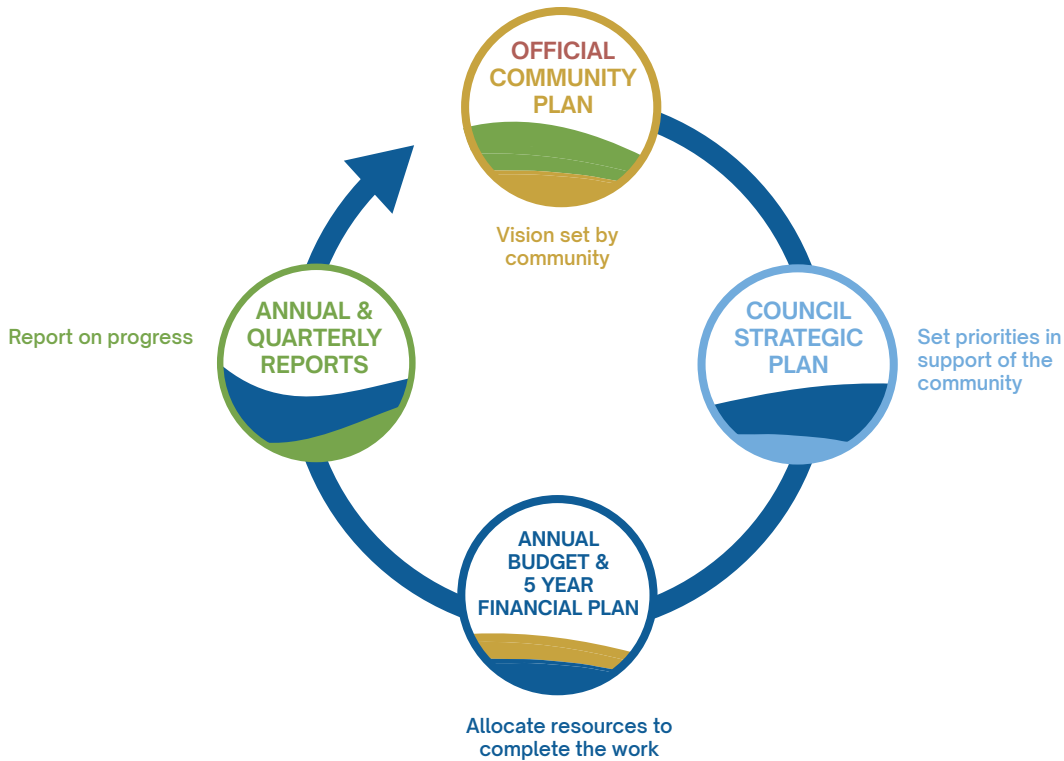 OFFICIAL
COMMUNITY
PLAN
Vision set by
community
COUNCIL
STRATEGIC
PLAN
Set priorities in
support of the
community
ANNUAL
BUDGET &
5 YEAR
FINANCIAL PLAN
Allocate resources to
complete the work
ANNUAL &
QUARTERLY
REPORTS
Report on progress